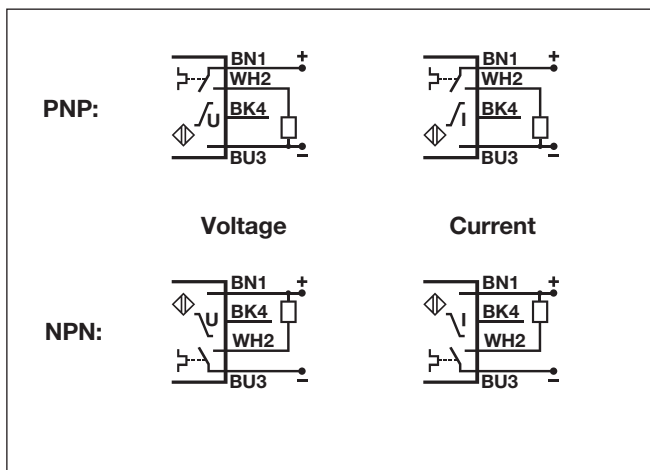 BN1 +
WH2
PNP: BK4
U
BU3 −
BN1 +
WH2
BK4
I
BU3 −
Voltage Current
BN1 +
BK4
U
NPN: WH2
BU3 −
BN1 +
BK4
I
WH2
BU3 −